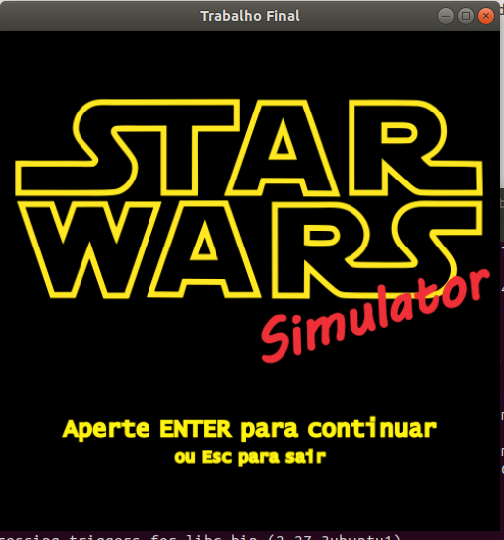 Trabalho Final
STAR
WARS
Simulator
Aperte ENTER para continuar
ou Esc para sair